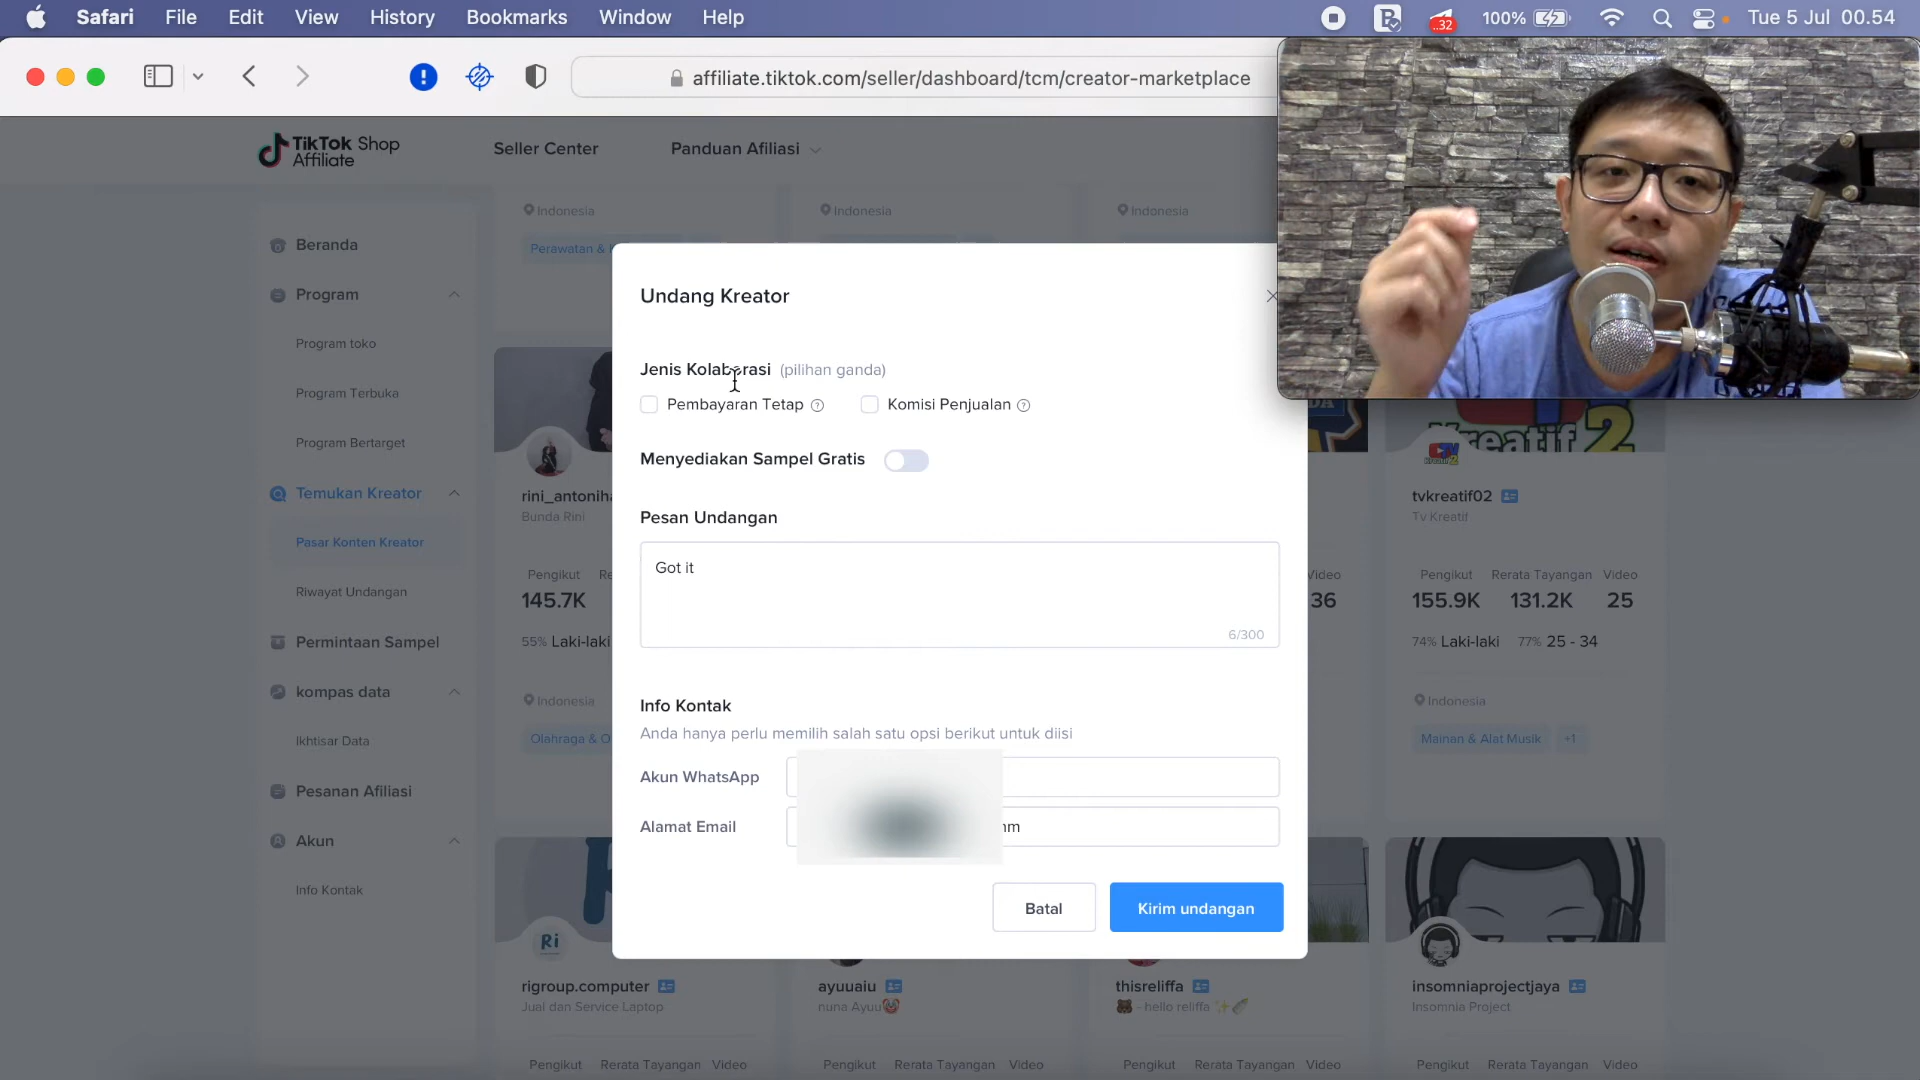 Safari File Edit View History Bookmarks Window Help
..32 100% Tue 5 Jul 00.54
affiliate.tiktok.com/seller/dashboard/tcm/creator-marketplace
TikTok Shop
Affiliate
Seller Center Panduan Afiliasi
Beranda
Program
Program toko
Program Terbuka
Program Bertarget
Temukan Kreator
Pasar Konten Kreator
Riwayat Undangan
Permintaan Sampel
kompas data
Ikhtisar Data
Pesanan Afiliasi
Akun
Info Kontak
Indonesia Indonesia Indonesia
Perawatan &
Undang Kreator
Jenis Kolaborasi (pilihan ganda)
Pembayaran Tetap Komisi Penjualan
Menyediakan Sampel Gratis
Pesan Undangan
Got it
6/300
Info Kontak
Anda hanya perlu memilih salah satu opsi berikut untuk diisi
Akun WhatsApp
Alamat Email
Batal Kirim undangan
rini_antoniha
Bunda Rini
Pengikut Re
145.7K
55% Laki-laki
Indonesia
Olahraga & O
Video
36
Kreatif 2
tvkreatif02
Tv Kreatif
Pengikut Rerata Tayangan Video
155.9K 131.2K 25
74% Laki-laki 77% 25 - 34
Indonesia
Mainan & Alat Musik +1
Ri
rigroup.computer
Jual dan Service Laptop
Pengikut Rerata Tayangan Video
ayuuaiu
nuna Ayuu🤡
Pengikut Rerata Tayangan Video
thisreliffa
🐻 - hello reliffa ✨🪽
Pengikut Rerata Tayangan Video
insomniaprojectjaya
Insomnia Project
Pengikut Rerata Tayangan Video